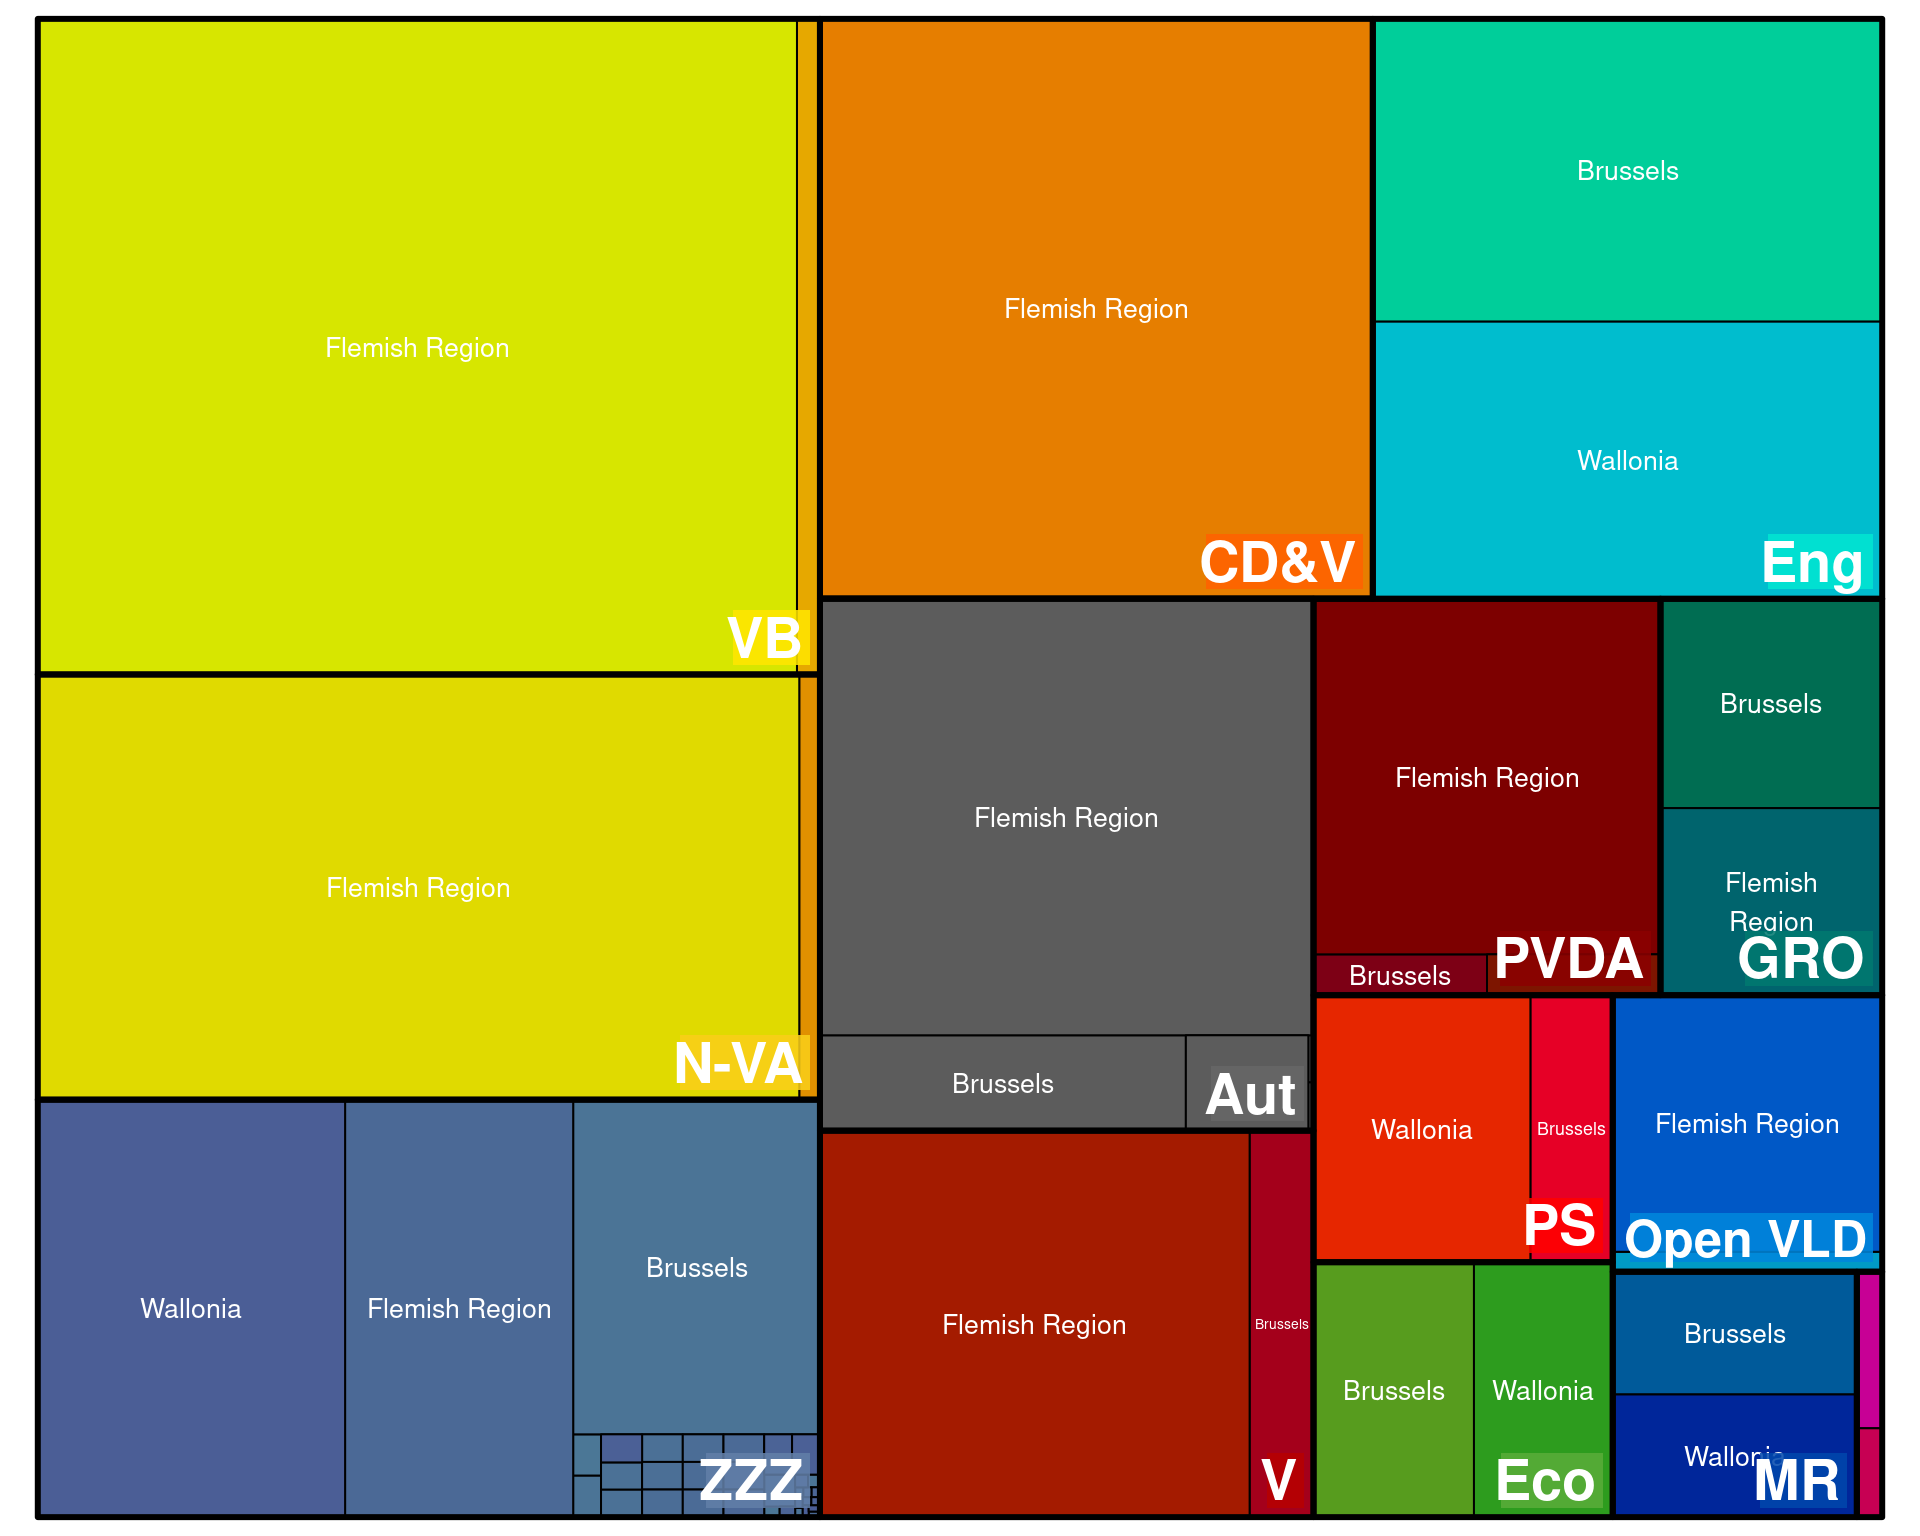 Flemish Region
VB
Flemish Region
CD&V
Brussels
Wallonia
Eng
Flemish Region
N-VA
Flemish Region
Brussels
Aut
Flemish Region
Brussels
PVDA
Brussels
Flemish
Region
GRO
Wallonia
Flemish Region
Brussels
ZZZ
Flemish Region
Brussels
V
Wallonia
Brussels
PS
Flemish Region
Open VLD
Brussels
Wallonia
Eco
Brussels
Wallonia
MR